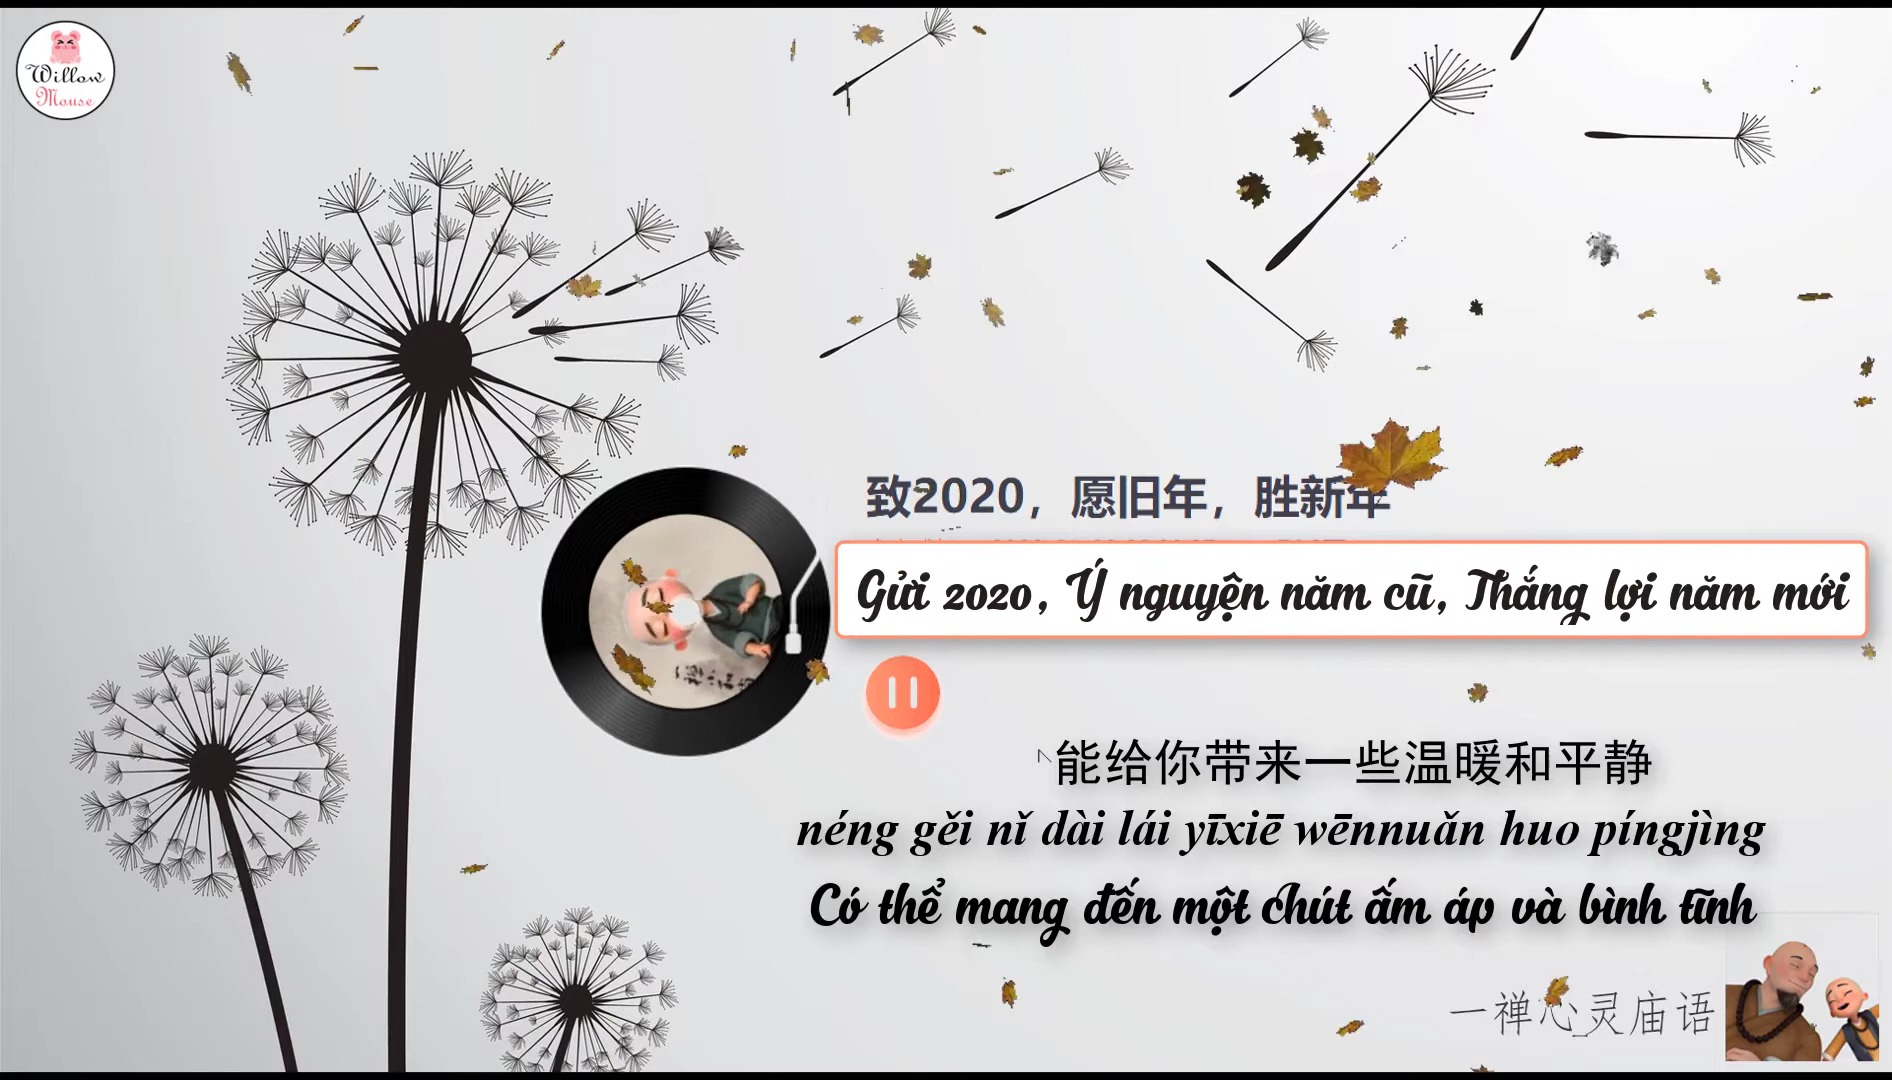 Willow
Mouse
致2020，愿旧年，胜新年
Gửi 2020, Ý nguyện năm cũ, Thắng lợi năm mới
能给你带来一些温暖和平静
néng gěi nǐ dài lái yīxiē wēnnuǎn huo píngjìng
Có thể mang đến một chút ấm áp và bình tĩnh
一禅心灵庙语